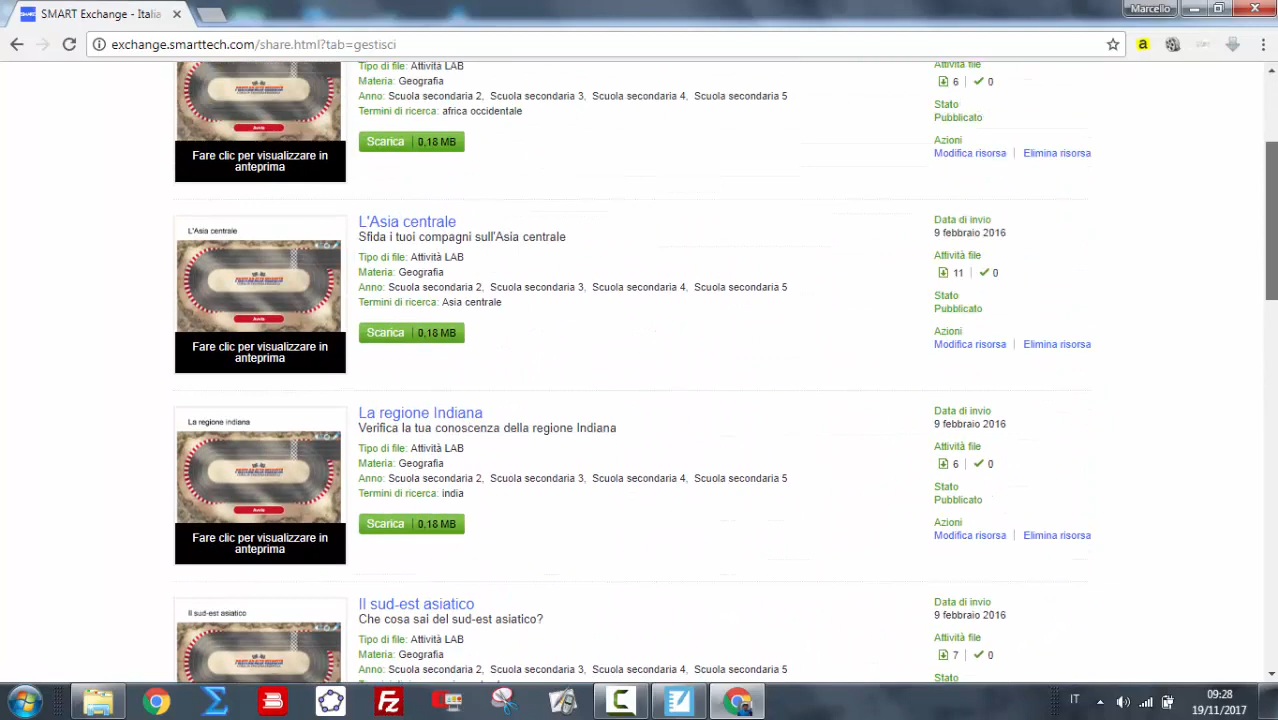 SMART Exchange - Italia
Marcello
exchange.smarttech.com/share.html?tab=gestisci
Tipo di file: Attività LAB
Materia: Geografia
Anno: Scuola secondaria 2, Scuola secondaria 3, Scuola secondaria 4, Scuola secondaria 5
Termini di ricerca: africa occidentale
Scarica 0,18 MB
Avvio
Fare clic per visualizzare in
anteprima
Attività file
6 | 0
Stato
Pubblicato
Azioni
Modifica risorsa | Elimina risorsa
L'Asia centrale
Avvio
Fare clic per visualizzare in
anteprima
L'Asia centrale
Sfida i tuoi compagni sull'Asia centrale
Tipo di file: Attività LAB
Materia: Geografia
Anno: Scuola secondaria 2, Scuola secondaria 3, Scuola secondaria 4, Scuola secondaria 5
Termini di ricerca: Asia centrale
Scarica 0,18 MB
Data di invio
9 febbraio 2016
Attività file
11 | 0
Stato
Pubblicato
Azioni
Modifica risorsa | Elimina risorsa
La regione indiana
Avvio
Fare clic per visualizzare in
anteprima
La regione Indiana
Verifica la tua conoscenza della regione Indiana
Tipo di file: Attività LAB
Materia: Geografia
Anno: Scuola secondaria 2, Scuola secondaria 3, Scuola secondaria 4, Scuola secondaria 5
Termini di ricerca: india
Scarica 0,18 MB
Data di invio
9 febbraio 2016
Attività file
6 | 0
Stato
Pubblicato
Azioni
Modifica risorsa | Elimina risorsa
Il sud-est asiatico
Il sud-est asiatico
Che cosa sai del sud-est asiatico?
Tipo di file: Attività LAB
Materia: Geografia
Anno: Scuola secondaria 2, Scuola secondaria 3, Scuola secondaria 4, Scuola secondaria 5
Data di invio
9 febbraio 2016
Attività file
7 | 0
Stato
IT
09:28
19/11/2017